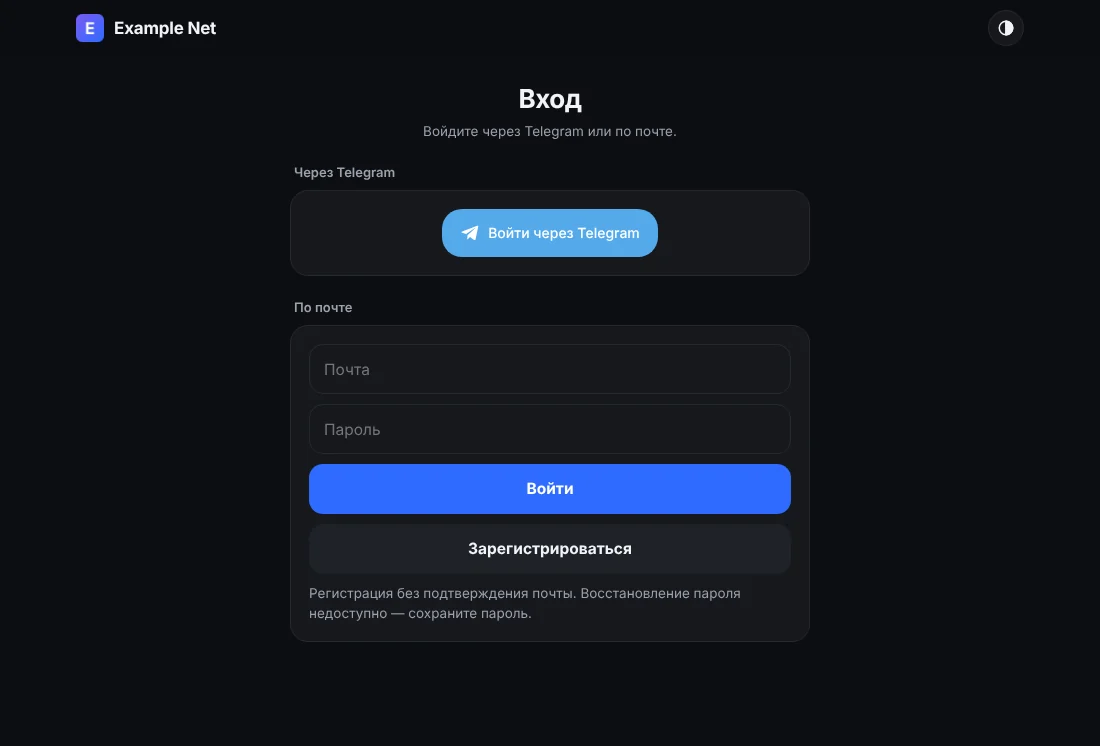 E Example Net
Вход
Войдите через Telegram или по почте.
Через Telegram
Войти через Telegram
По почте
Почта
Пароль
Войти
Зарегистрироваться
Регистрация без подтверждения почты. Восстановление пароля
недоступно — сохраните пароль.